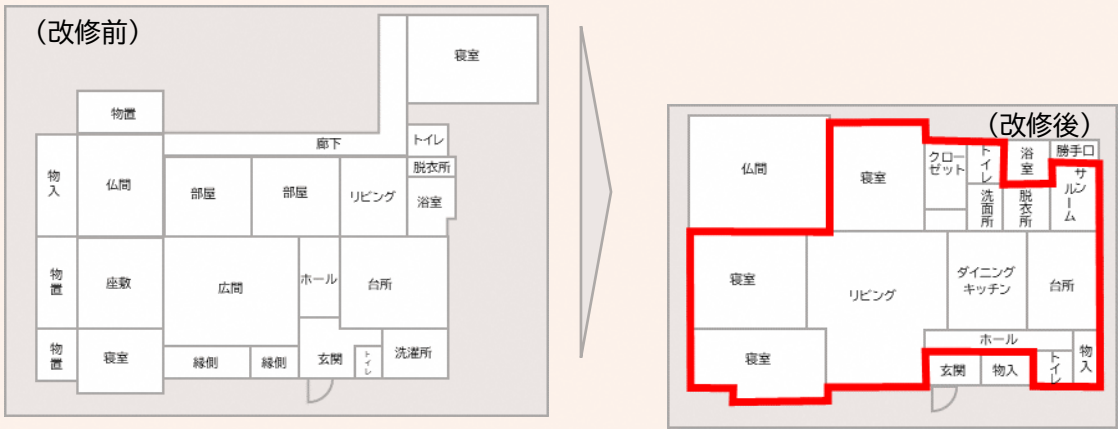 （改修前）
寝室
物置
廊下
トイレ
物入
仏間
部屋
部屋
リビング
脱衣所
浴室
物置
座敷
広間
ホール
台所
物置
寝室
縁側
縁側
玄関
トイレ
洗濯所
（改修後）
仏間
寝室
クローゼット
トイレ
浴室
勝手口
洗面所
脱衣所
サンルーム
寝室
リビング
ダイニング
キッチン
台所
寝室
ホール
玄関
物入
トイレ
物入